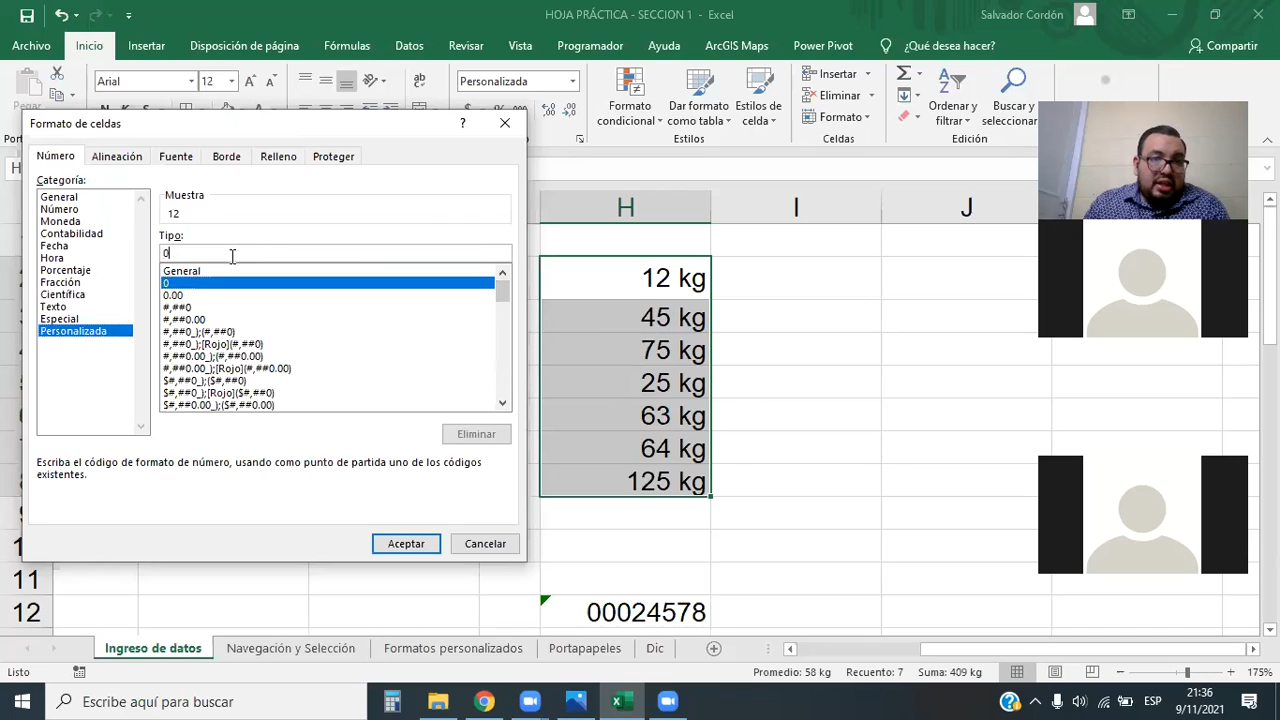 HOJA PRÁCTICA - SECCION 1 - Excel
Salvador Cordón
Archivo Inicio Insertar Disposición de página Fórmulas Datos Revisar Vista Programador Ayuda ArcGIS Maps Power Pivot ¿Qué desea hacer? Compartir
Pegar
Arial 12
Personalizada
Formato condicional
Dar formato como tabla
Estilos de celda
Estilos
Insertar
Eliminar
Formato
Celdas
Ordenar y filtrar
Buscar y seleccionar
Edición
Formato de celdas
Número Alineación Fuente Borde Relleno Proteger
Categoría:
General
Número
Moneda
Contabilidad
Fecha
Hora
Porcentaje
Fracción
Científica
Texto
Especial
Personalizada
Muestra
12
Tipo:
0
General
0
0.00
#,##0
#,##0.00
#,##0_);(#,##0)
#,##0_);[Rojo](#,##0)
#,##0.00_);(#,##0.00)
#,##0.00_);[Rojo](#,##0.00)
$#,##0_);($#,##0)
$#,##0_);[Rojo]($#,##0)
$#,##0.00_);($#,##0.00)
Eliminar
Escriba el código de formato de número, usando como punto de partida uno de los códigos
existentes.
Aceptar Cancelar
H I J
12 kg
45 kg
75 kg
25 kg
63 kg
64 kg
125 kg
11
12 00024578
Ingreso de datos Navegación y Selección Formatos personalizados Portapapeles Dic
Listo Promedio: 58 kg Recuento: 7 Suma: 409 kg 175%
Escribe aquí para buscar
ESP
21:36
9/11/2021